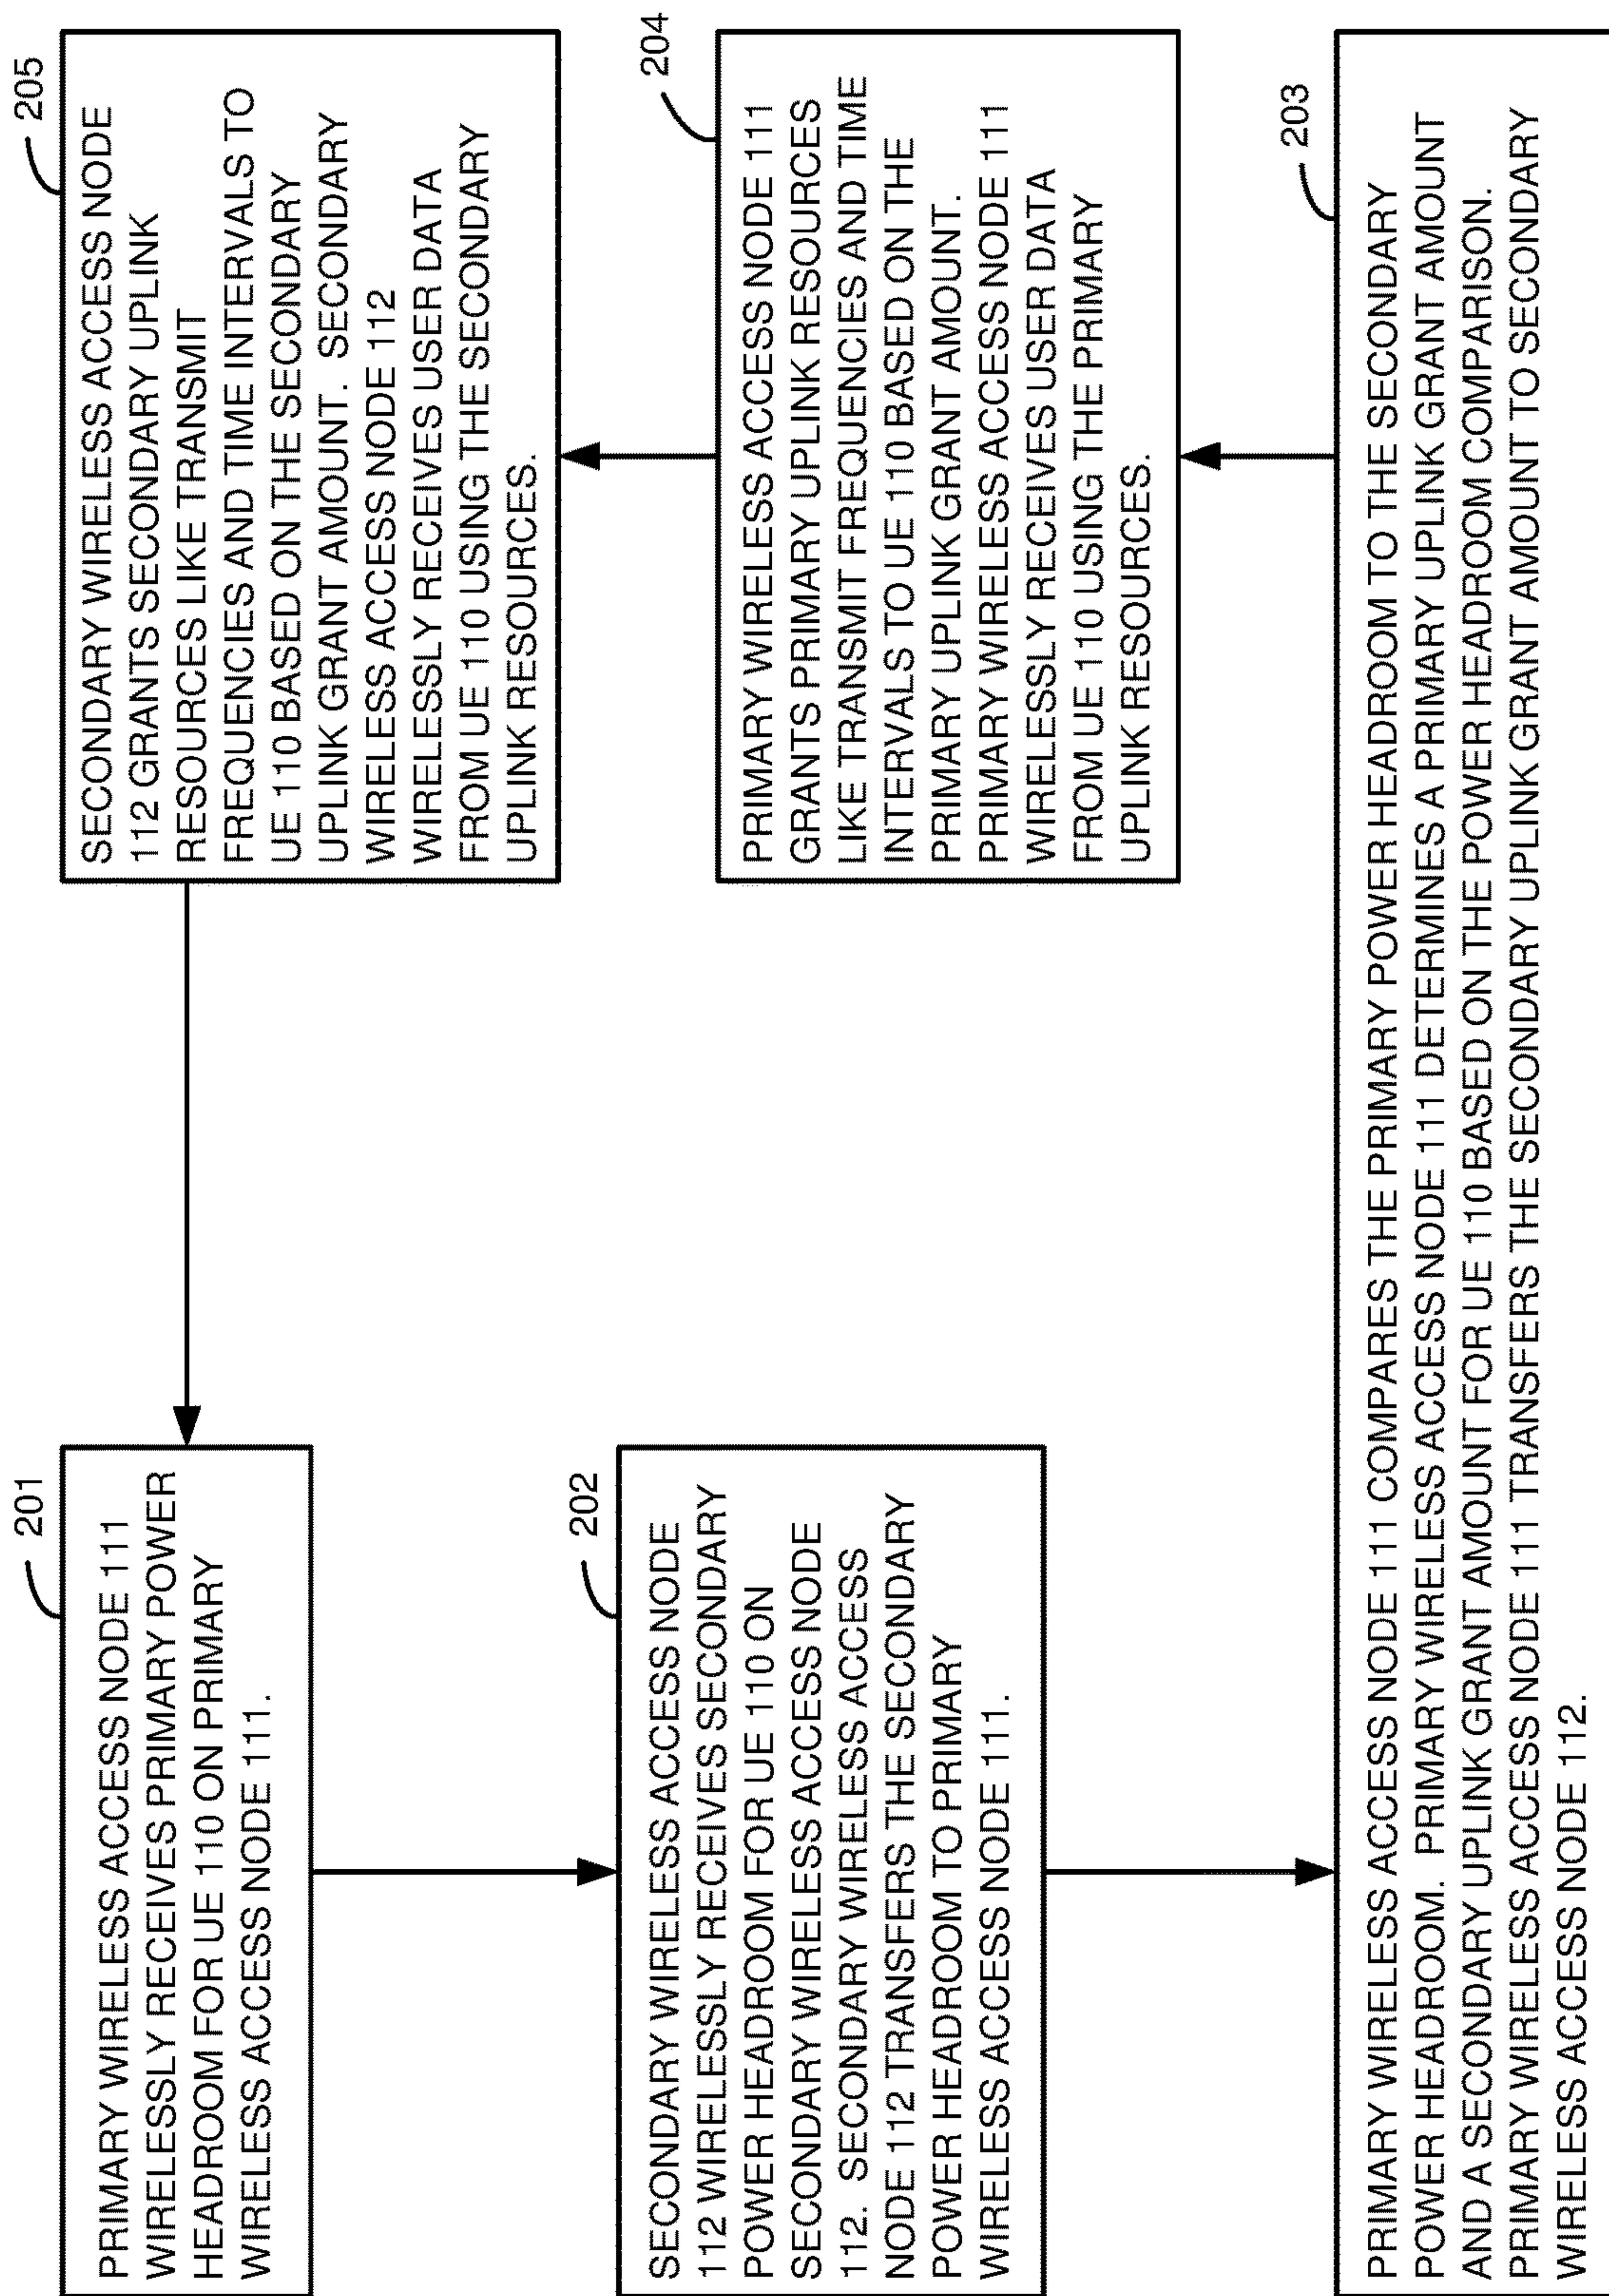 201
PRIMARY WIRELESS ACCESS NODE 111
WIRELESSLY RECEIVES PRIMARY POWER
HEADROOM FOR UE 110 ON PRIMARY
WIRELESS ACCESS NODE 111.
202
SECONDARY WIRELESS ACCESS NODE
112 WIRELESSLY RECEIVES SECONDARY
POWER HEADROOM FOR UE 110 ON
SECONDARY WIRELESS ACCESS NODE
112. SECONDARY WIRELESS ACCESS
NODE 112 TRANSFERS THE SECONDARY
POWER HEADROOM TO PRIMARY
WIRELESS ACCESS NODE 111.
203
PRIMARY WIRELESS ACCESS NODE 111 COMPARES THE PRIMARY POWER HEADROOM TO THE SECONDARY
POWER HEADROOM. PRIMARY WIRELESS ACCESS NODE 111 DETERMINES A PRIMARY UPLINK GRANT AMOUNT
AND A SECONDARY UPLINK GRANT AMOUNT FOR UE 110 BASED ON THE POWER HEADROOM COMPARISON.
PRIMARY WIRELESS ACCESS NODE 111 TRANSFERS THE SECONDARY UPLINK GRANT AMOUNT TO SECONDARY
WIRELESS ACCESS NODE 112.
204
PRIMARY WIRELESS ACCESS NODE 111
GRANTS PRIMARY UPLINK RESOURCES
LIKE TRANSMIT FREQUENCIES AND TIME
INTERVALS TO UE 110 BASED ON THE
PRIMARY UPLINK GRANT AMOUNT.
PRIMARY WIRELESS ACCESS NODE 111
WIRELESSLY RECEIVES USER DATA
FROM UE 110 USING THE PRIMARY
UPLINK RESOURCES.
205
SECONDARY WIRELESS ACCESS NODE
112 GRANTS SECONDARY UPLINK
RESOURCES LIKE TRANSMIT
FREQUENCIES AND TIME INTERVALS TO
UE 110 BASED ON THE SECONDARY
UPLINK GRANT AMOUNT. SECONDARY
WIRELESS ACCESS NODE 112
WIRELESSLY RECEIVES USER DATA
FROM UE 110 USING THE SECONDARY
UPLINK RESOURCES.